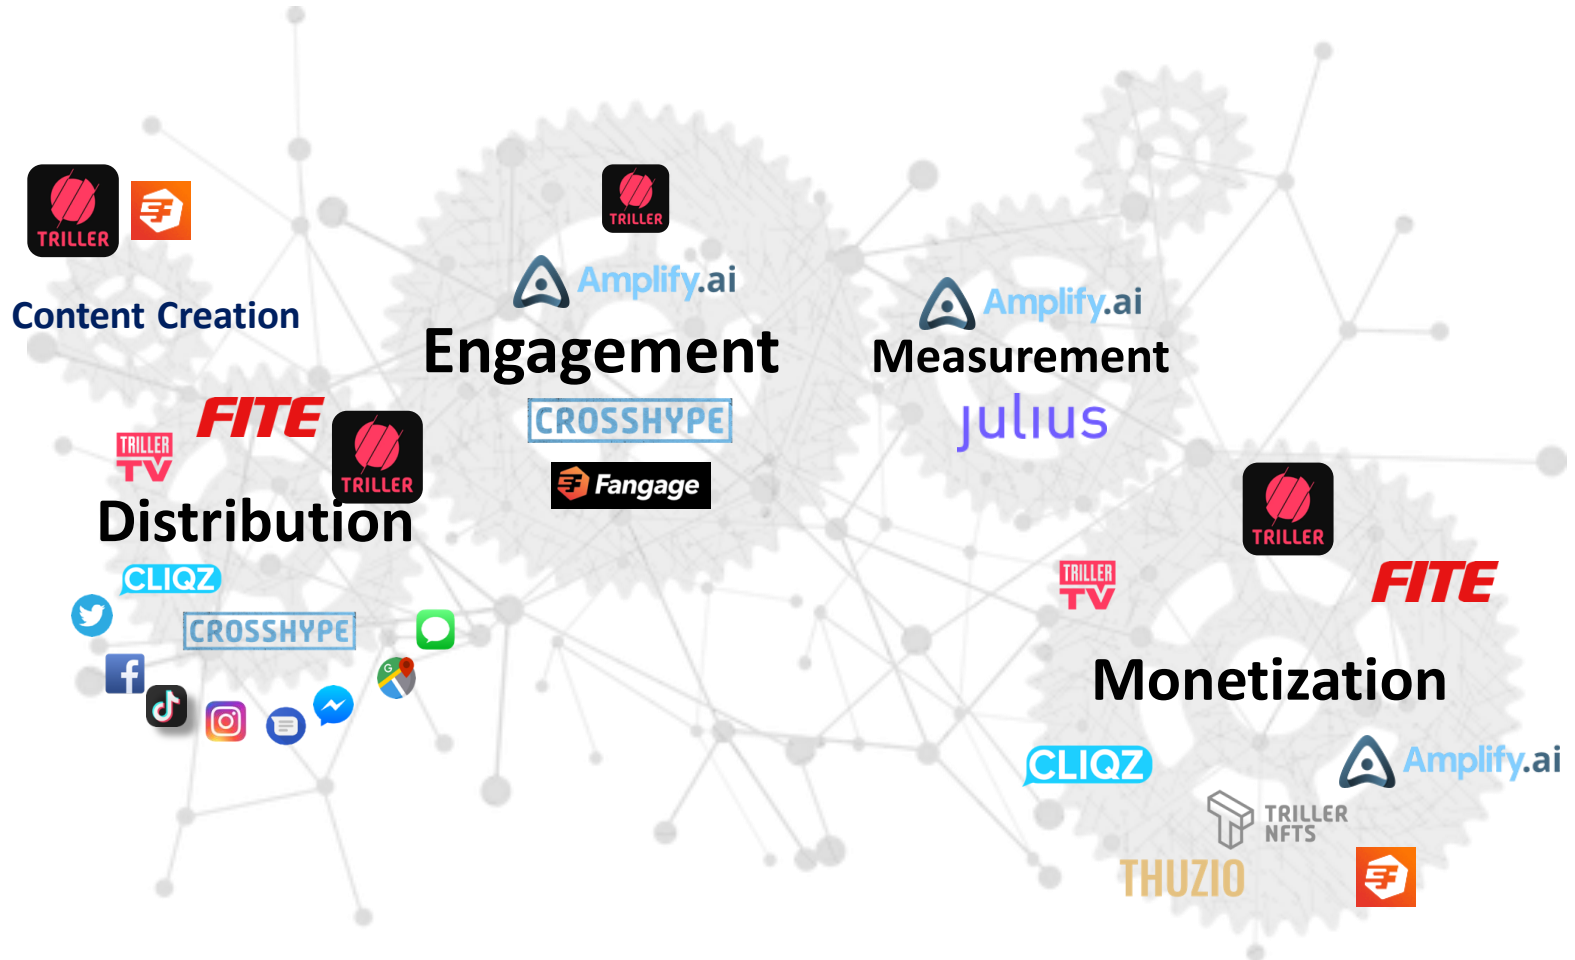 TRILLER
Content Creation
TRILLER
Amplify.ai
Engagement
CROSSHYPE
Fangage
Amplify.ai
Measurement
julius
FITE
TRILLER
TV
TRILLER
Distribution
CLIQZ
CROSSHYPE
G
TRILLER
TRILLER
TV
FITE
Monetization
CLIQZ
Amplify.ai
TRILLER
NFTS
THUZIO